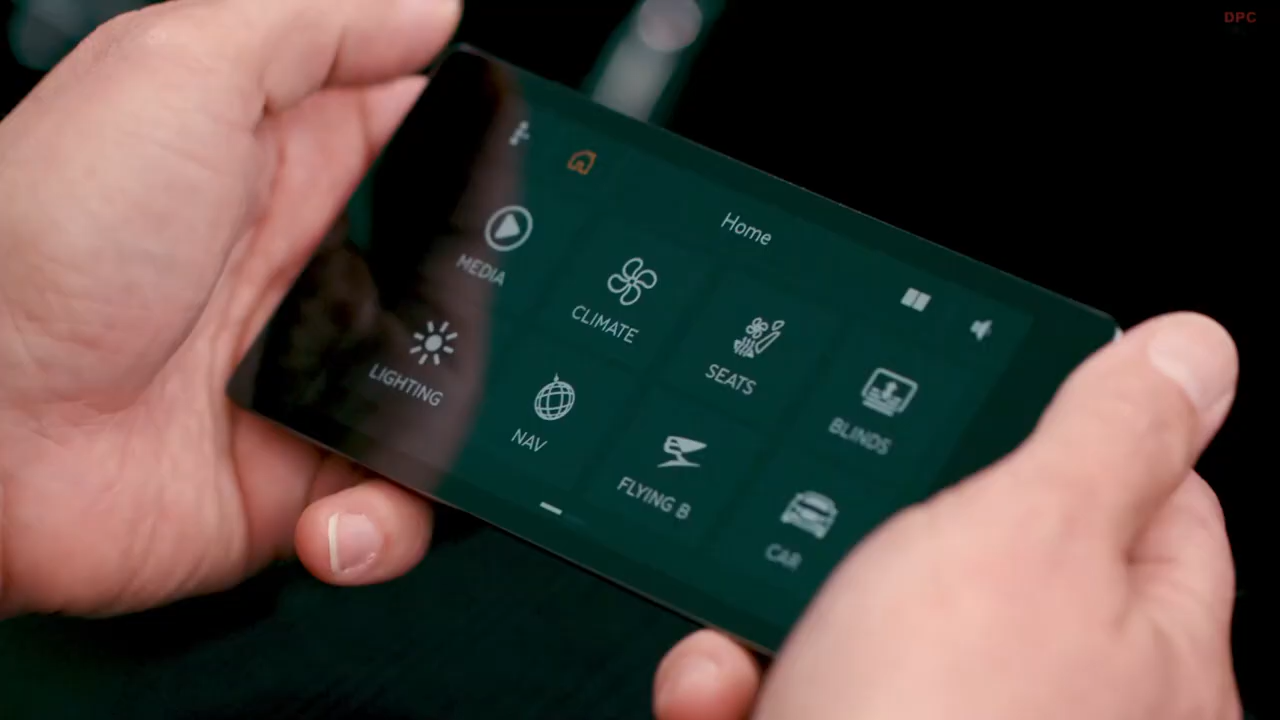 DPC
Home
MEDIA
CLIMATE
SEATS
BLINDS
LIGHTING
NAV
FLYING B
CAR